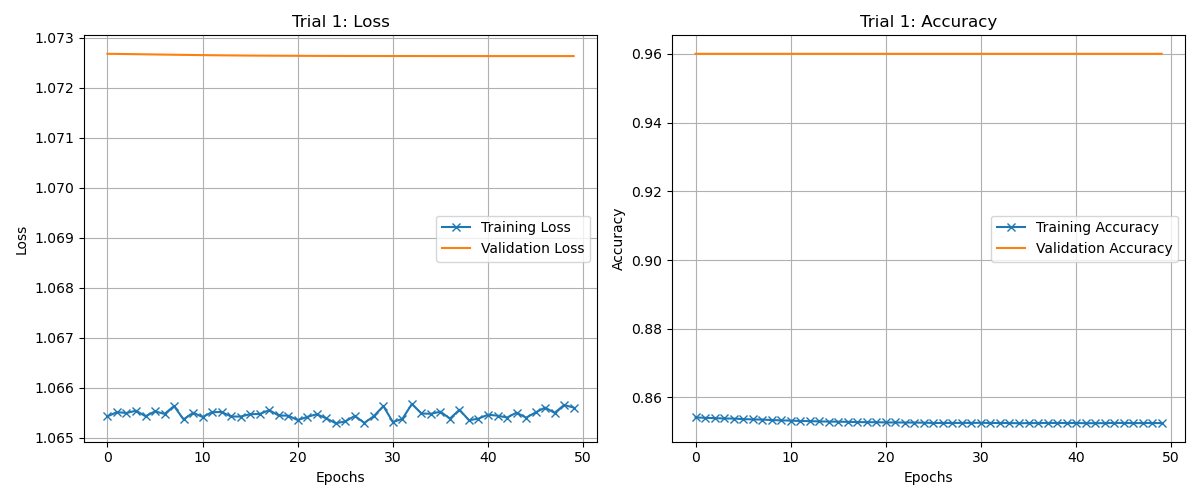 Trial 1: Loss
1.073
1.072
1.071
1.070
1.069
1.068
1.067
1.066
1.065
Loss
Training Loss
Validation Loss
0 10 20 30 40 50
Epochs
Trial 1: Accuracy
0.96
0.94
0.92
0.90
0.88
0.86
Accuracy
Training Accuracy
Validation Accuracy
0 10 20 30 40 50
Epochs